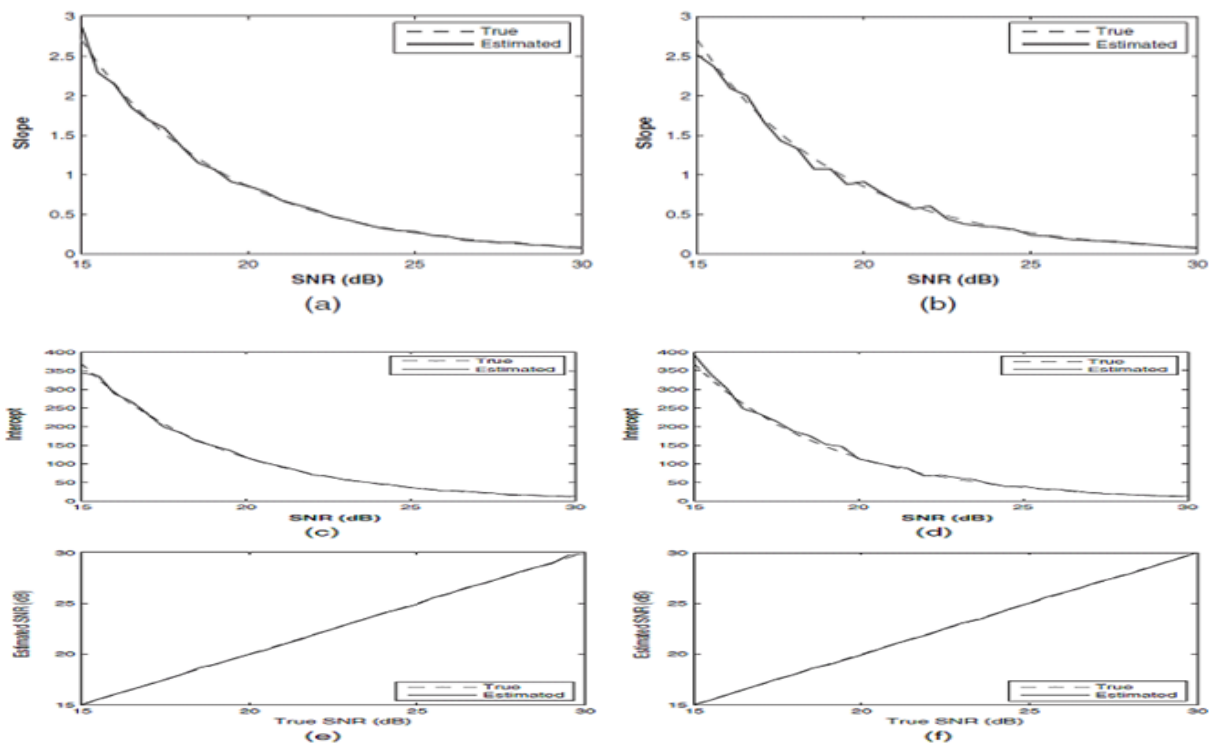 3
2.5
2
1.5
1
0.5
0
Slope
True
Estimated
15 20 25 30
SNR (dB)
(a)
3
2.5
2
1.5
1
0.5
0
Slope
True
Estimated
15 20 25 30
SNR (dB)
(b)
400
350
300
250
200
150
100
50
0
Intercept
True
Estimated
15 20 25 30
SNR (dB)
(c)
400
350
300
250
200
150
100
50
0
Intercept
True
Estimated
15 20 25 30
SNR (dB)
(d)
30
25
20
15
Estimated SNR (dB)
True
Estimated
15 20 25 30
True SNR (dB)
(e)
30
25
20
15
Estimated SNR (dB)
True
Estimated
15 20 25 30
True SNR (dB)
(f)